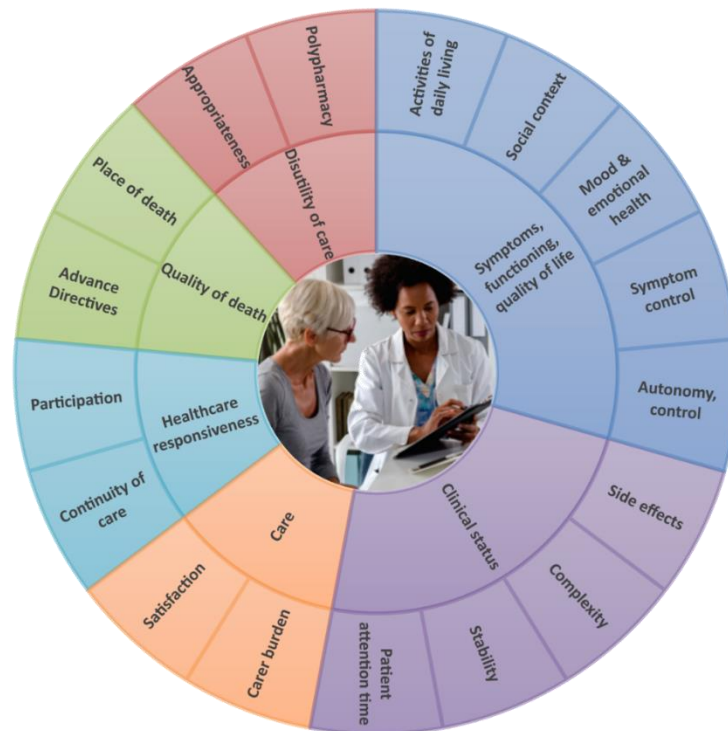 Activities of
daily living
Social context
Mood &
emotional
health
Symptom
control
Autonomy,
control
Symptoms,
functioning,
quality of life
Side effects
Complexity
Stability
Patient
attention time
Clinical status
Carer burden
Satisfaction
Care
Continuity of
care
Participation
Healthcare
responsiveness
Advance
Directives
Place of death
Quality of death
Appropriateness
Polypharmacy
Disutility of care